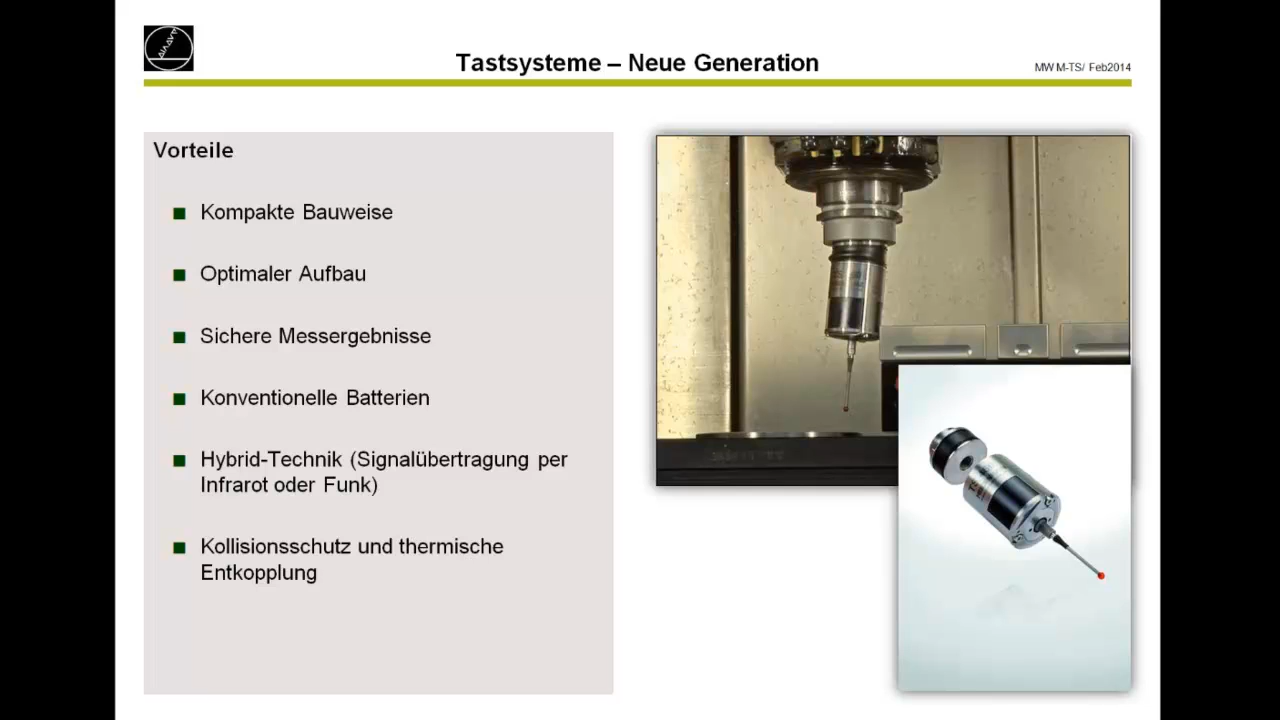 Tastsysteme – Neue Generation
MW M-TS/ Feb2014
Vorteile
Kompakte Bauweise
Optimaler Aufbau
Sichere Messergebnisse
Konventionelle Batterien
Hybrid-Technik (Signalübertragung per
Infrarot oder Funk)
Kollisionsschutz und thermische
Entkopplung